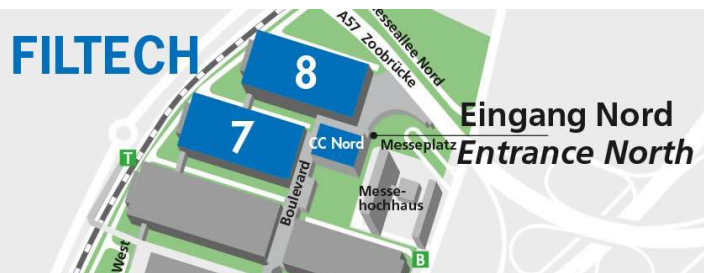 FILTECH
8
7
A57 Zoobrücke
Messeallee Nord
Eingang Nord
Entrance North
CC Nord
Messeplatz
Boulevard
Messe-
hochhaus
T
West
B